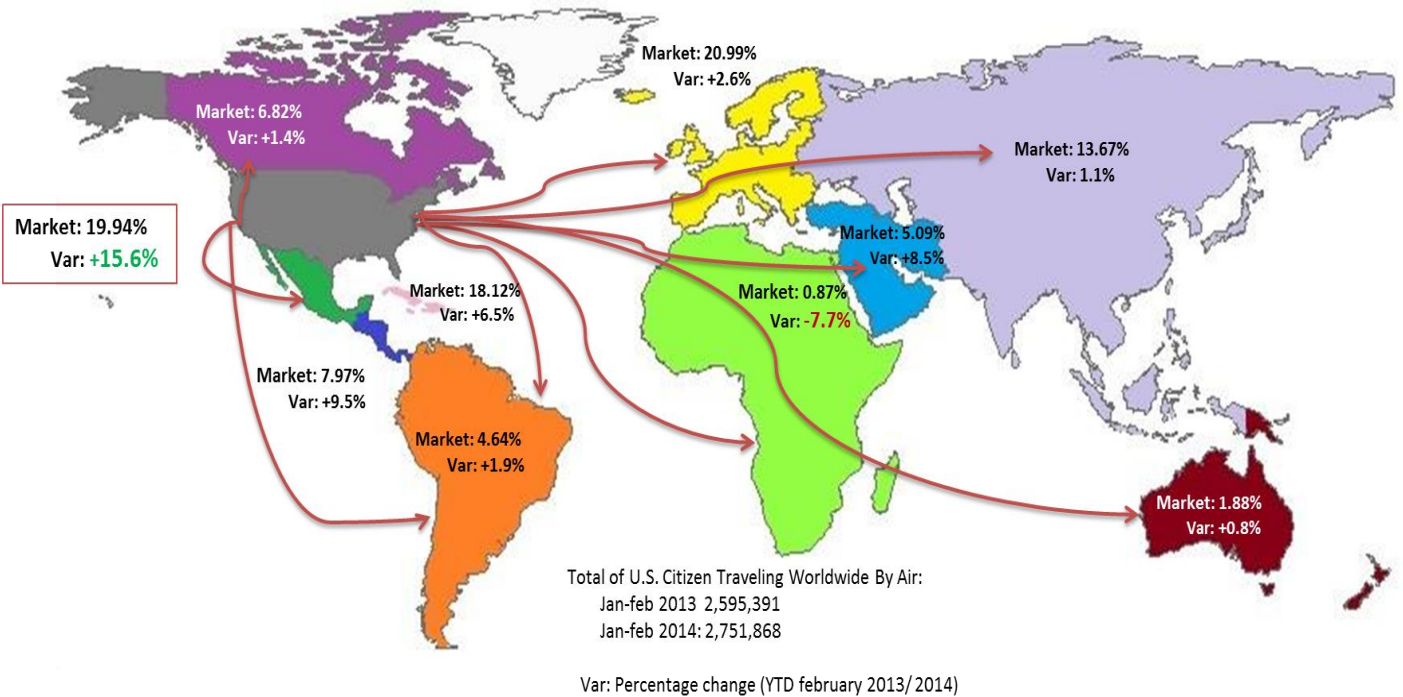 Market: 20.99%
Var: +2.6%
Market: 6.82%
Var: +1.4%
Market: 13.67%
Var: 1.1%
Market: 19.94%
Var: +15.6%
Market: 5.09%
Var: +8.5%
Market: 18.12%
Var: +6.5%
Market: 0.87%
Var: -7.7%
Market: 7.97%
Var: +9.5%
Market: 4.64%
Var: +1.9%
Market: 1.88%
Var: +0.8%
Total of U.S. Citizen Traveling Worldwide By Air:
Jan-feb 2013 2,595,391
Jan-feb 2014: 2,751,868
Var: Percentage change (YTD february 2013/ 2014)